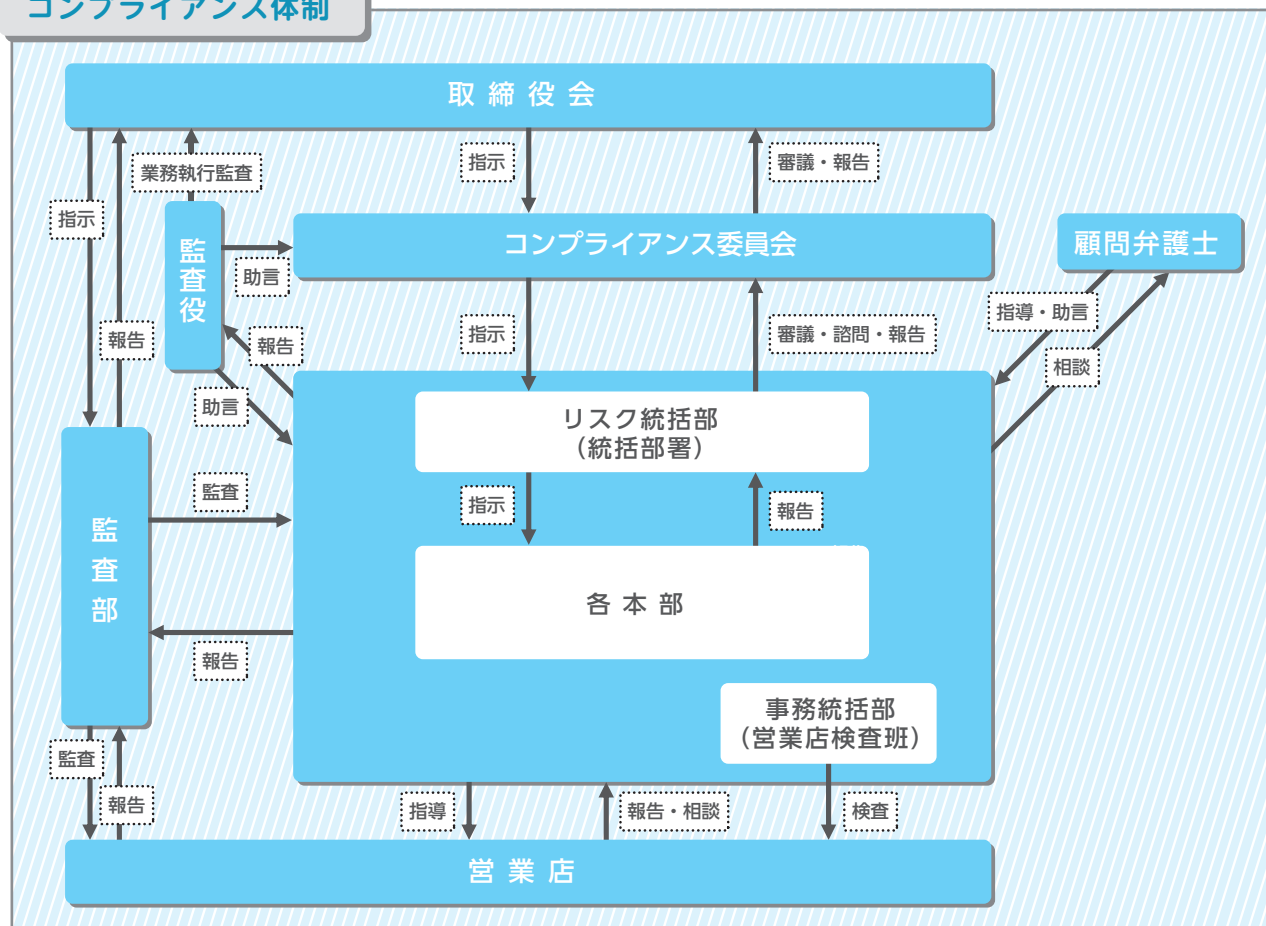 コンプライアンス体制
取締役会
業務執行監査
指示
審議・報告
指示
監査役
コンプライアンス委員会
顧問弁護士
助言
指導・助言
報告
報告
指示
審議・諮問・報告
相談
助言
リスク統括部
（統括部署）
監査部
監査
指示
報告
各本部
報告
事務統括部
（営業店検査班）
監査
報告
指導
報告・相談
検査
営業店